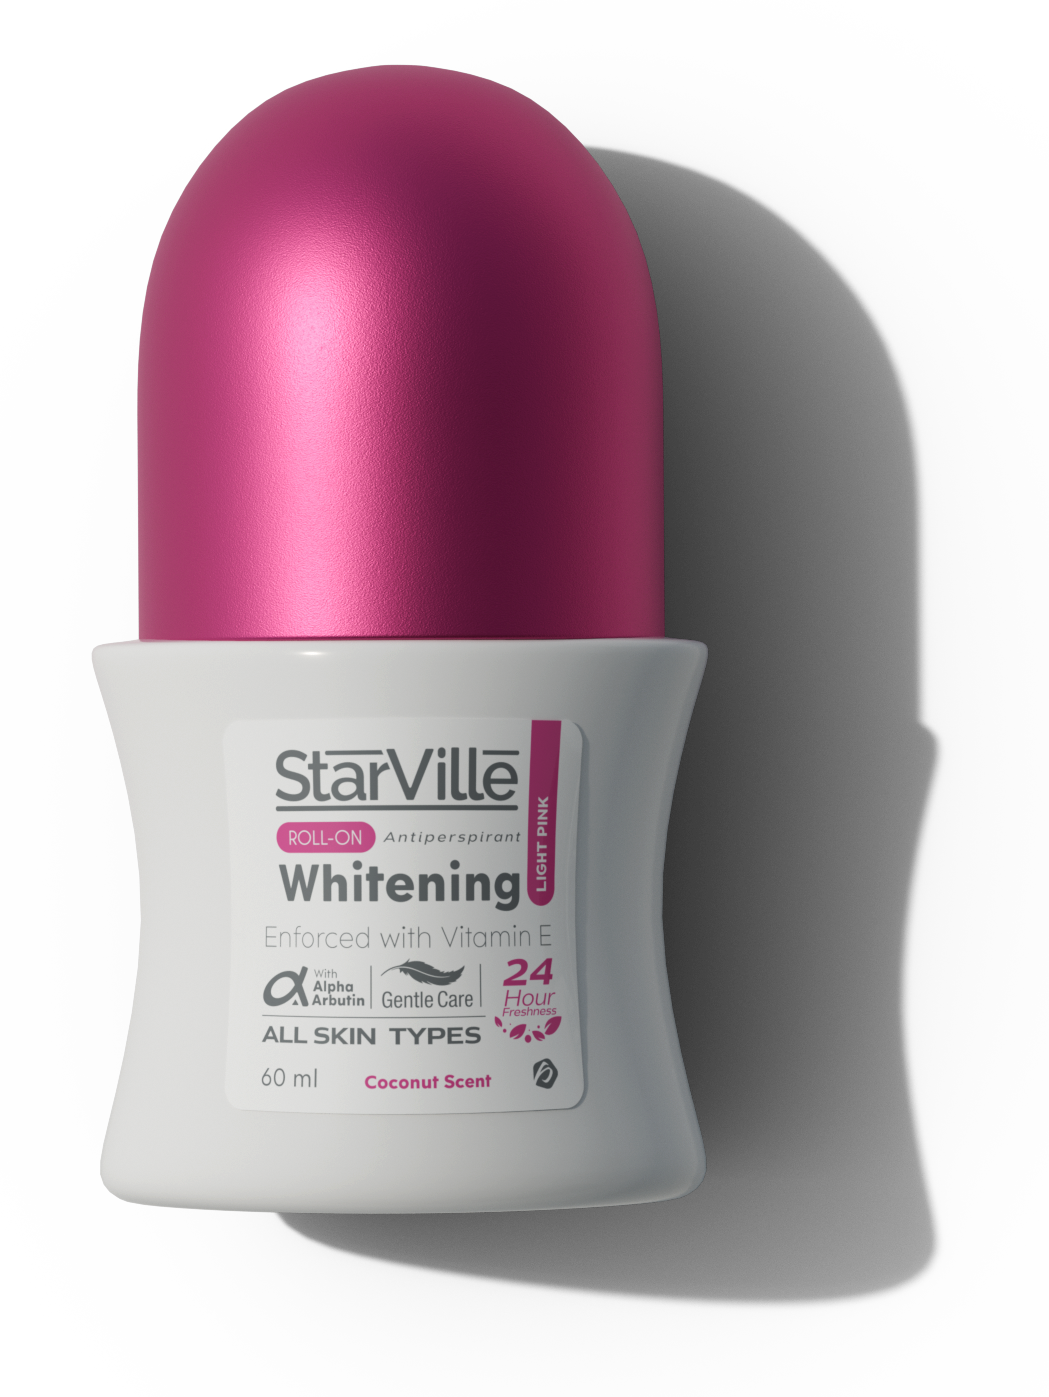 StarVille
ROLL-ON Antiperspirant
Whitening
LIGHT PINK
Enforced with Vitamin E
With
Alpha
Arbutin
Gentle Care
24
Hour
Freshness
ALL SKIN TYPES
60 ml
Coconut Scent